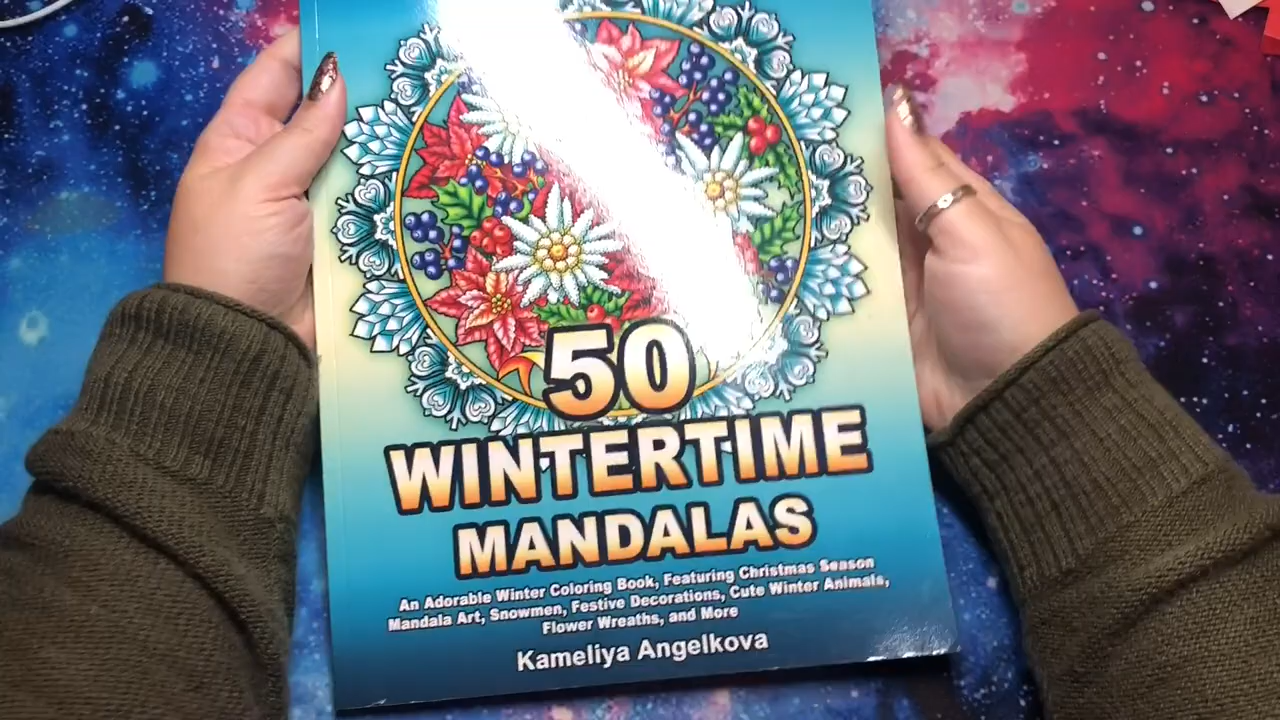 50
WINTERTIME
MANDALAS
An Adorable Winter Coloring Book, Featuring Christmas Season
Mandala Art, Snowmen, Festive Decorations, Cute Winter Animals,
Flower Wreaths, and More
Kameliya Angelkova